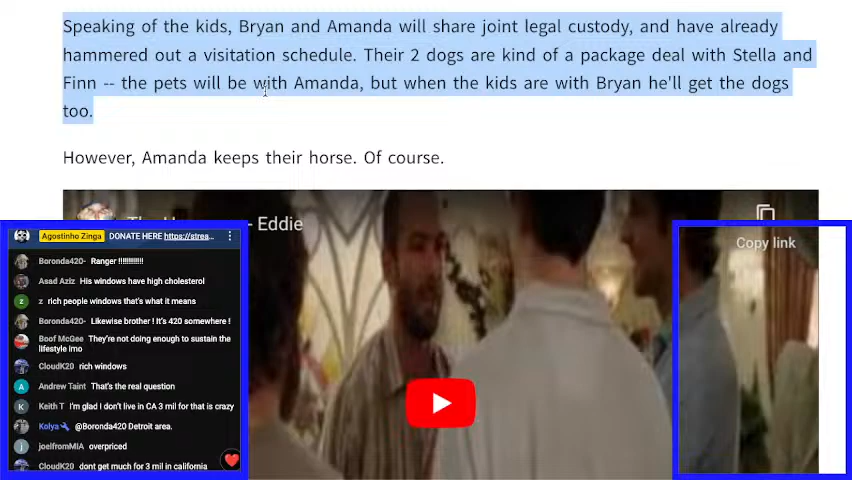 Speaking of the kids, Bryan and Amanda will share joint legal custody, and have already
hammered out a visitation schedule. Their 2 dogs are kind of a package deal with Stella and
Finn -- the pets will be with Amanda, but when the kids are with Bryan he'll get the dogs
too.
However, Amanda keeps their horse. Of course.
- Eddie
Copy link
Agostinho Zinga DONATE HERE https://strea...
Boronda420- Ranger !!!!!!!!!!!!
Asad Aziz His windows have high cholesterol
z rich people windows that's what it means
Boronda420- Likewise brother ! It's 420 somewhere !
Boof McGee They're not doing enough to sustain the
lifestyle lmo
CloudK20 rich windows
Andrew Taint That's the real question
Keith T I'm glad I don't live in CA 3 mil for that is crazy
Kolya @Boronda420 Detroit area.
joelfromMIA overpriced
CloudK20 dont get much for 3 mil in california